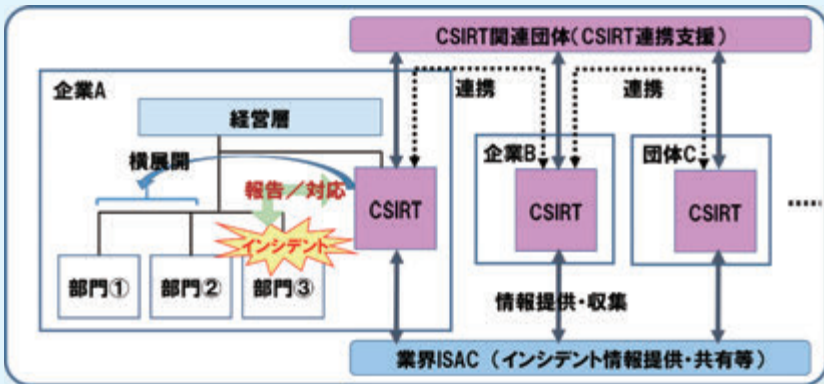 CSIRT関連団体(CSIRT連携支援)
企業A
経営層
横展開
報告/対応
CSIRT
インシデント
部門①
部門②
部門③
連携
連携
企業B
CSIRT
団体C
CSIRT
情報提供・収集
業界ISAC (インシデント情報提供・共有等)